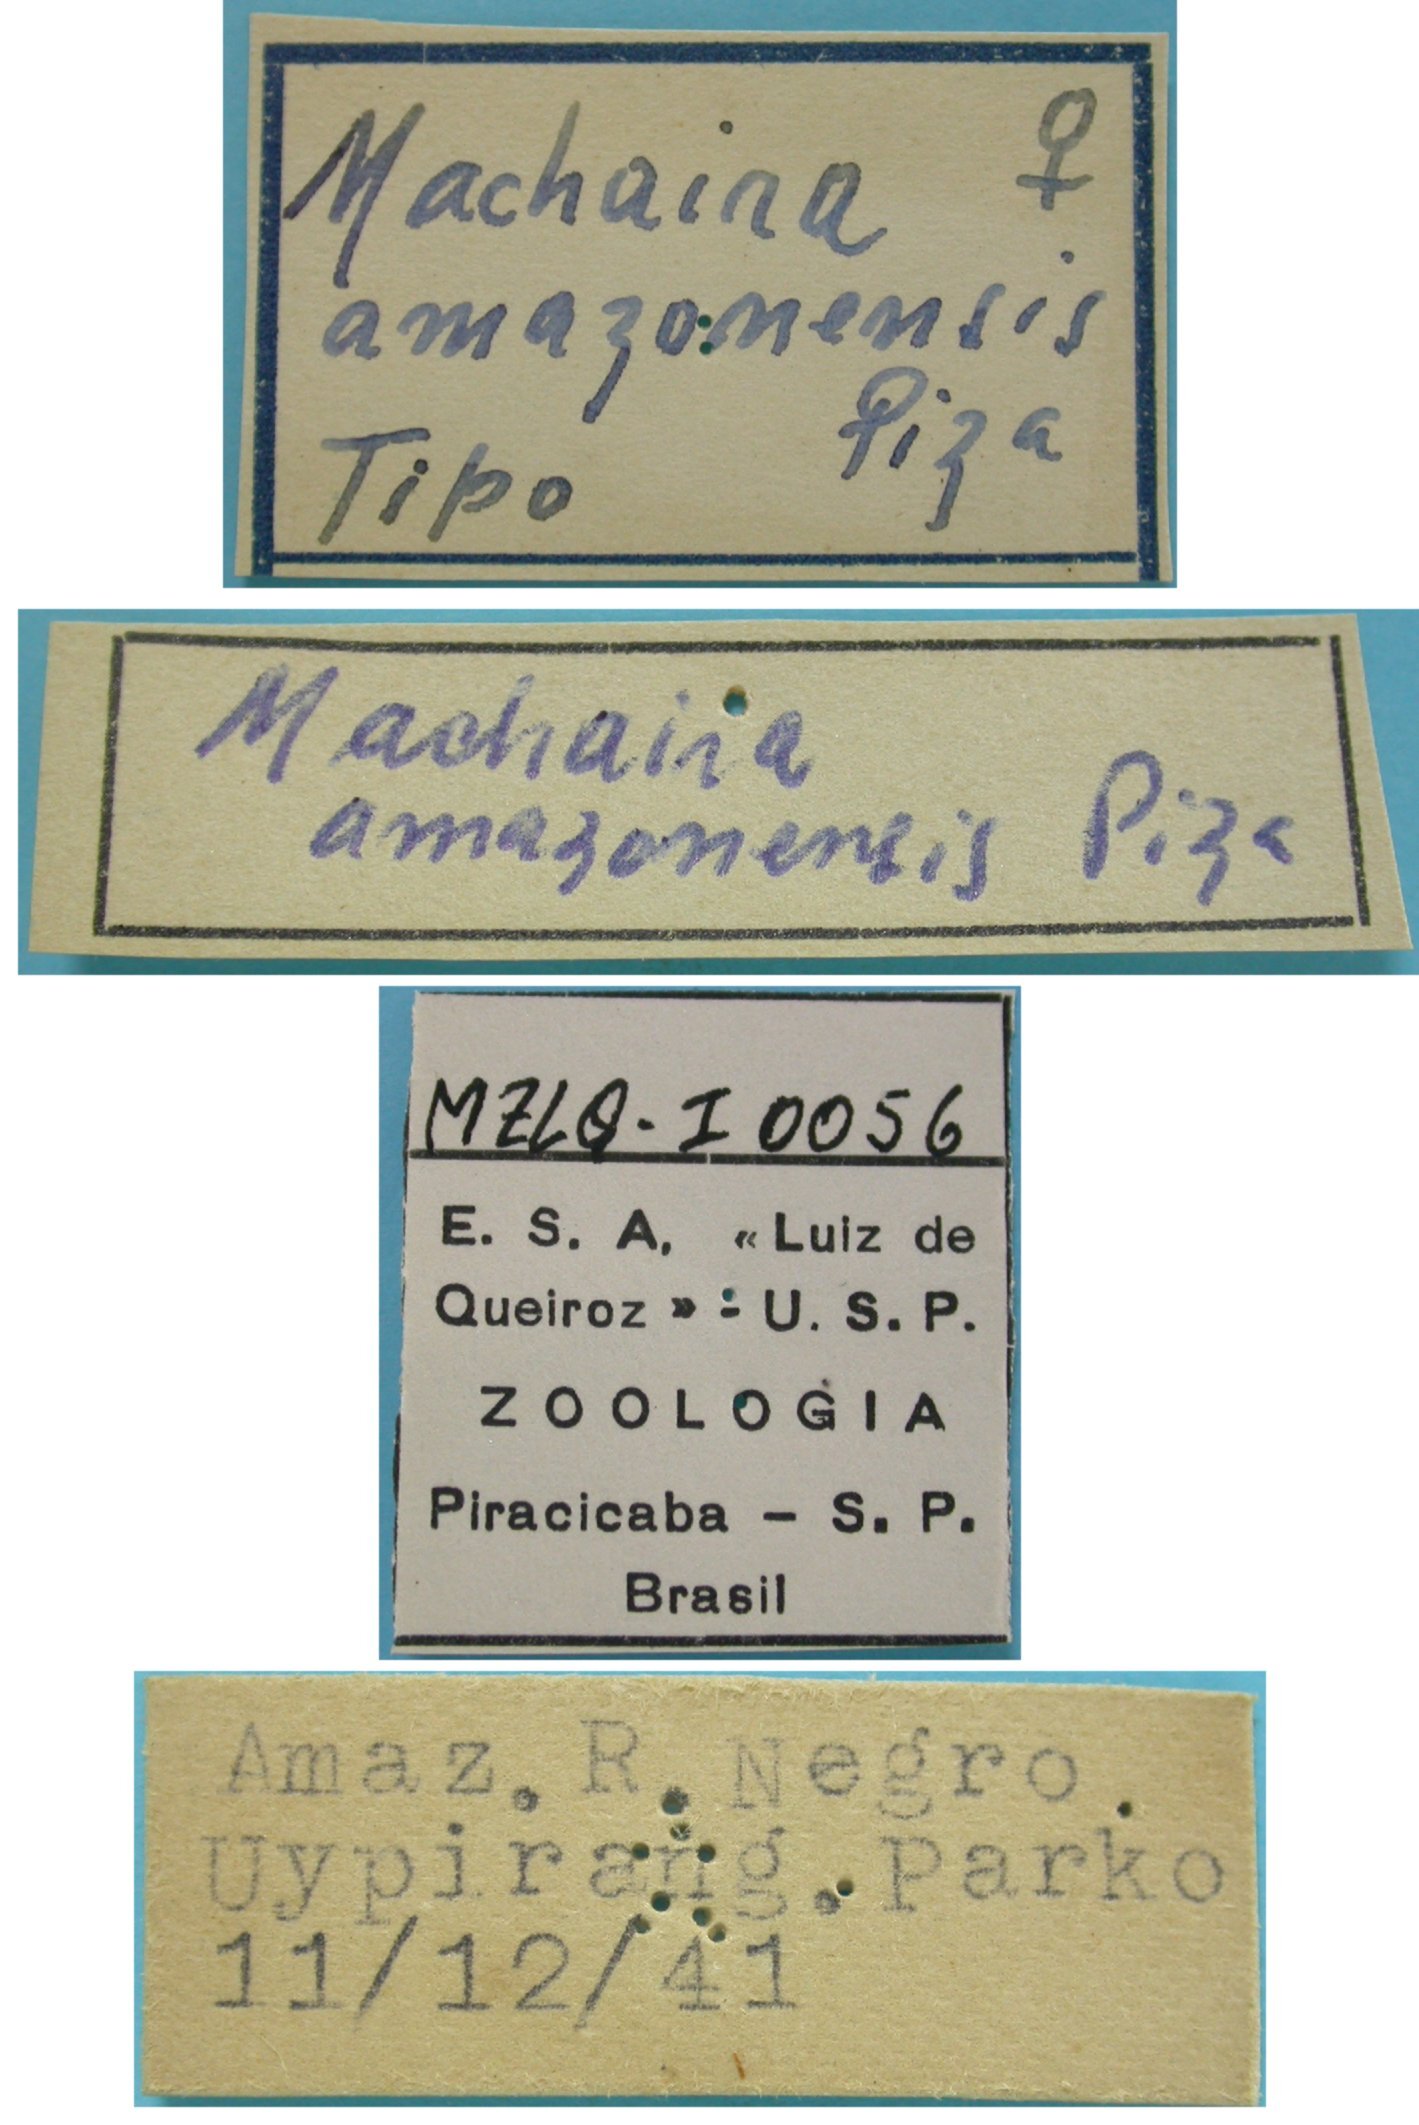 Machaira ♀
amazonensis
Piza
Tipo
Machaira
amazonensis Piza
MZLQ-I 0056
E. S. A. «Luiz de
Queiroz» - U. S. P.
ZOOLOGIA
Piracicaba - S. P.
Brasil
Amaz. R. Negro
Uypirang. Parko
11/12/41